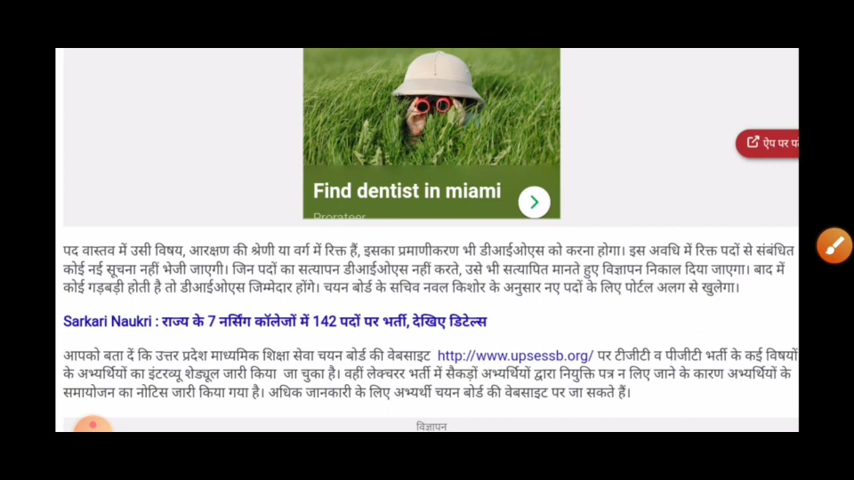 Find dentist in miami
Prorateer
ऐप पर
पद वास्तव में उसी विषय, आरक्षण की श्रेणी या वर्ग में रिक्त हैं, इसका प्रमाणीकरण भी डीआईओएस को करना होगा। इस अवधि में रिक्त पदों से संबंधित
कोई नई सूचना नहीं भेजी जाएगी। जिन पदों का सत्यापन डीआईओएस नहीं करते, उसे भी सत्यापित मानते हुए विज्ञापन निकाल दिया जाएगा। बाद में
कोई गड़बड़ी होती है तो डीआईओएस जिम्मेदार होंगे। चयन बोर्ड के सचिव नवल किशोर के अनुसार नए पदों के लिए पोर्टल अलग से खुलेगा।
Sarkari Naukri : राज्य के 7 नर्सिंग कॉलेजों में 142 पदों पर भर्ती, देखिए डिटेल्स
आपको बता दें कि उत्तर प्रदेश माध्यमिक शिक्षा सेवा चयन बोर्ड की वेबसाइट http://www.upsessb.org/ पर टीजीटी व पीजीटी भर्ती के कई विषयों
के अभ्यर्थियों का इंटरव्यू शेड्यूल जारी किया जा चुका है। वहीं लेक्चरर भर्ती में सैकड़ों अभ्यर्थियों द्वारा नियुक्ति पत्र न लिए जाने के कारण अभ्यर्थियों के
समायोजन का नोटिस जारी किया गया है। अधिक जानकारी के लिए अभ्यर्थी चयन बोर्ड की वेबसाइट पर जा सकते हैं।
विज्ञापन